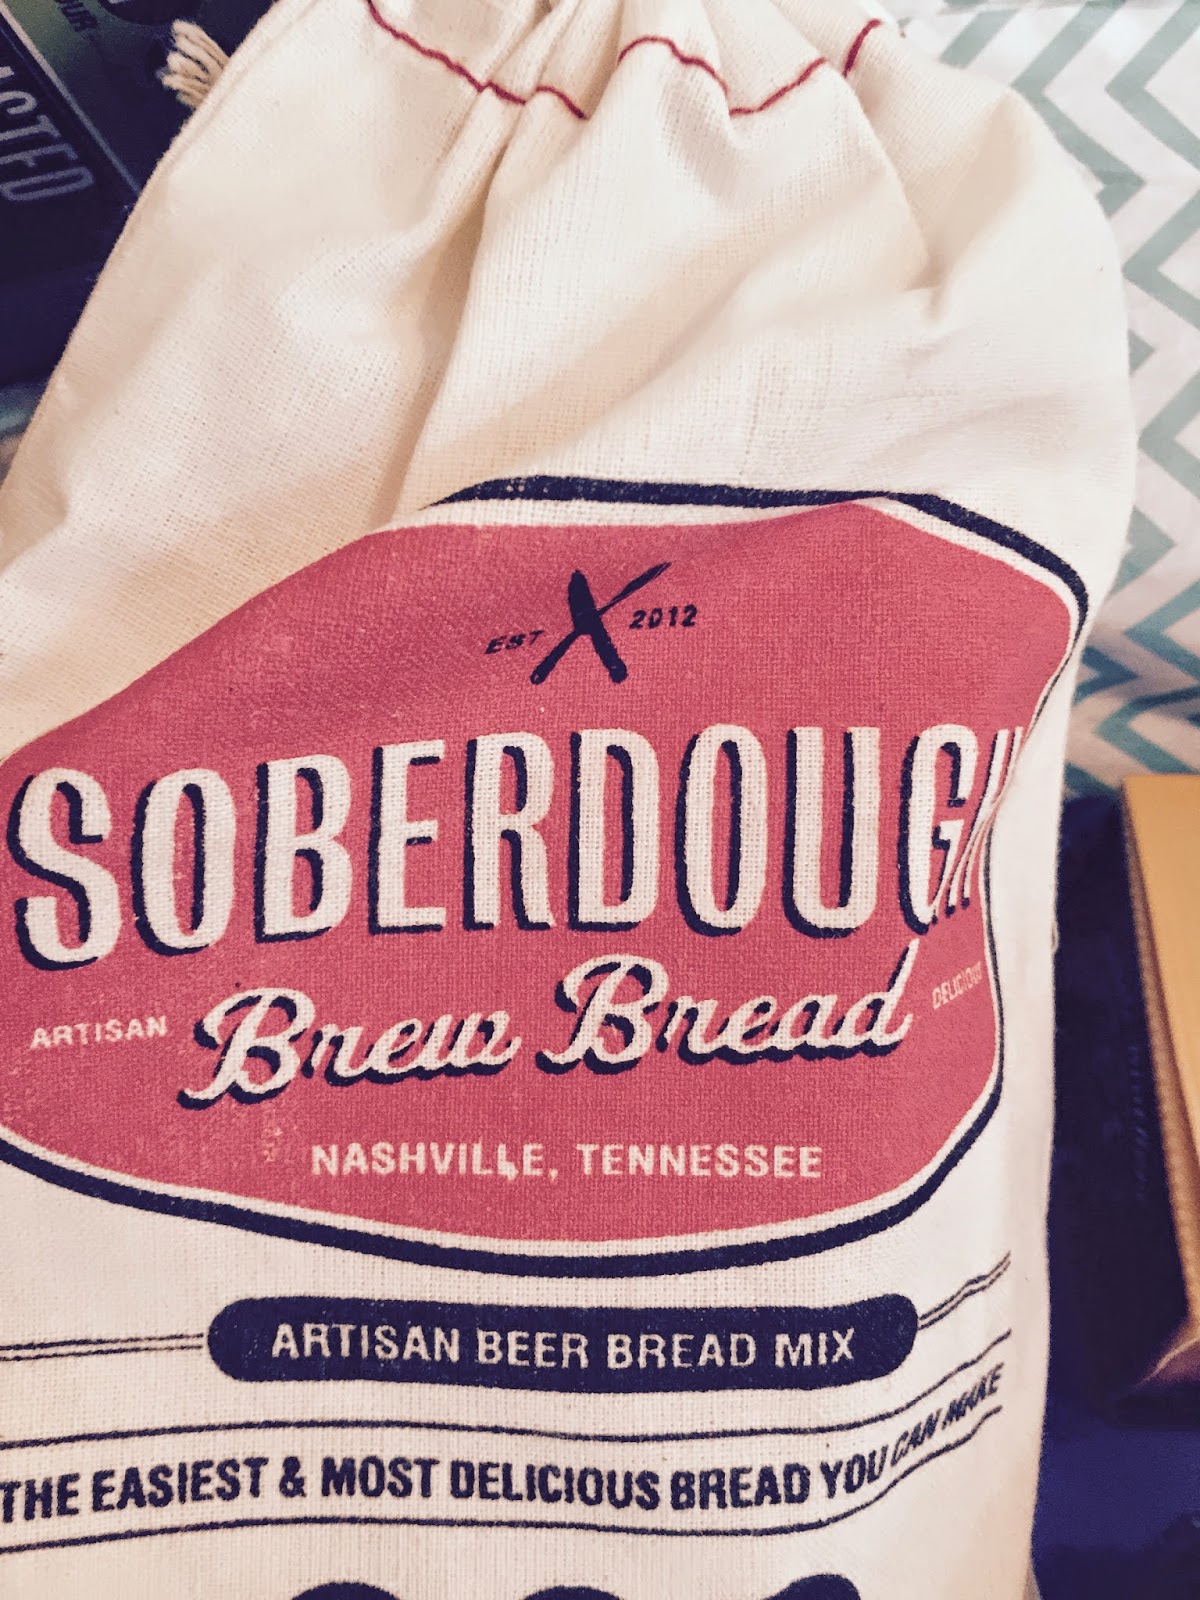 EST 2012
SOBERDOUGH
ARTISAN Brew Bread DELICIOUS
NASHVILLE, TENNESSEE
ARTISAN BEER BREAD MIX
THE EASIEST & MOST DELICIOUS BREAD YOU CAN MAKE